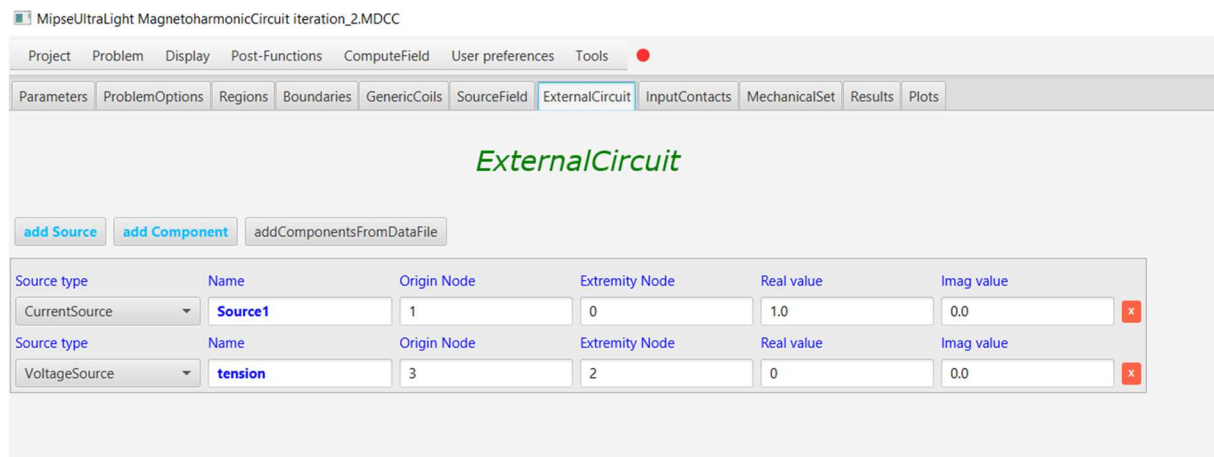 MipseUltraLight MagnetoharmonicCircuit iteration_2.MDCC
Project Problem Display Post-Functions ComputeField User preferences Tools
Parameters ProblemOptions Regions Boundaries GenericCoils SourceField ExternalCircuit InputContacts MechanicalSet Results Plots
ExternalCircuit
add Source add Component addComponentsFromDataFile
Source type Name Origin Node Extremity Node Real value Imag value
CurrentSource Source1 1 0 1.0 0.0 x
Source type Name Origin Node Extremity Node Real value Imag value
VoltageSource tension 3 2 0 0.0 x